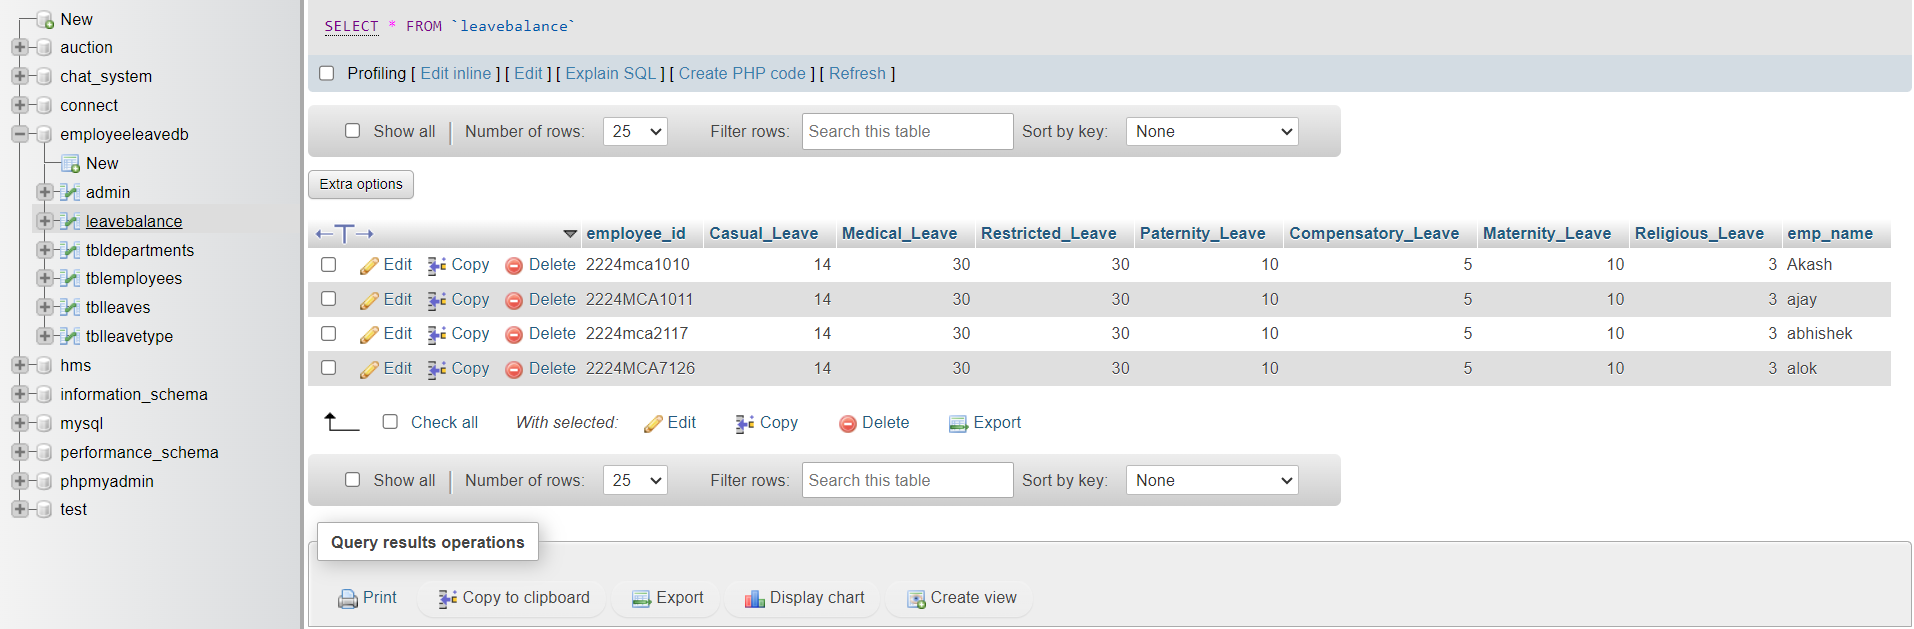 New
auction
chat_system
connect
employeeleavedb
New
admin
leavebalance
tbldepartments
tblemployees
tblleaves
tblleavetype
hms
information_schema
mysql
performance_schema
phpmyadmin
test
SELECT * FROM `leavebalance`
Profiling [ Edit inline ] [ Edit ] [ Explain SQL ] [ Create PHP code ] [ Refresh ]
Show all Number of rows: 25 Filter rows: Search this table Sort by key: None
Extra options
employee_id Casual_Leave Medical_Leave Restricted_Leave Paternity_Leave Compensatory_Leave Maternity_Leave Religious_Leave emp_name
Edit Copy Delete 2224mca1010 14 30 30 10 5 10 3 Akash
Edit Copy Delete 2224MCA1011 14 30 30 10 5 10 3 ajay
Edit Copy Delete 2224mca2117 14 30 30 10 5 10 3 abhishek
Edit Copy Delete 2224MCA7126 14 30 30 10 5 10 3 alok
Check all With selected: Edit Copy Delete Export
Show all Number of rows: 25 Filter rows: Search this table Sort by key: None
Query results operations
Print Copy to clipboard Export Display chart Create view